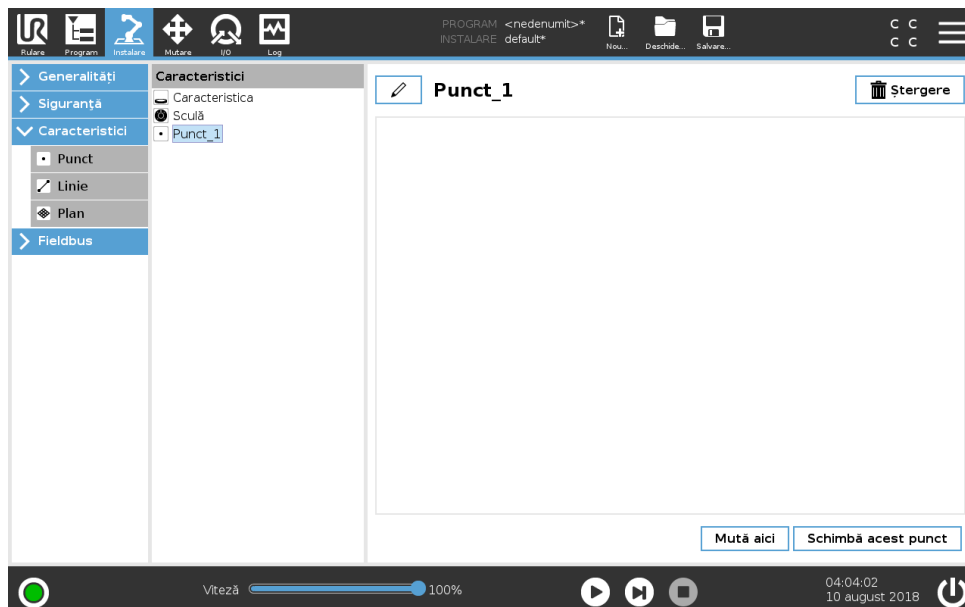 PROGRAM <nedenumit>*
INSTALARE default*
C C
C C
Rulare Program Instalare Mutare I/O Log Nou... Deschide... Salvare...
Generalități
Siguranță
Caracteristici
Punct
Linie
Plan
Fieldbus
Caracteristici
Caracteristica
Sculă
Punct_1
Punct_1
Ștergere
Mută aici
Schimbă acest punct
Viteză 100%
04:04:02
10 august 2018